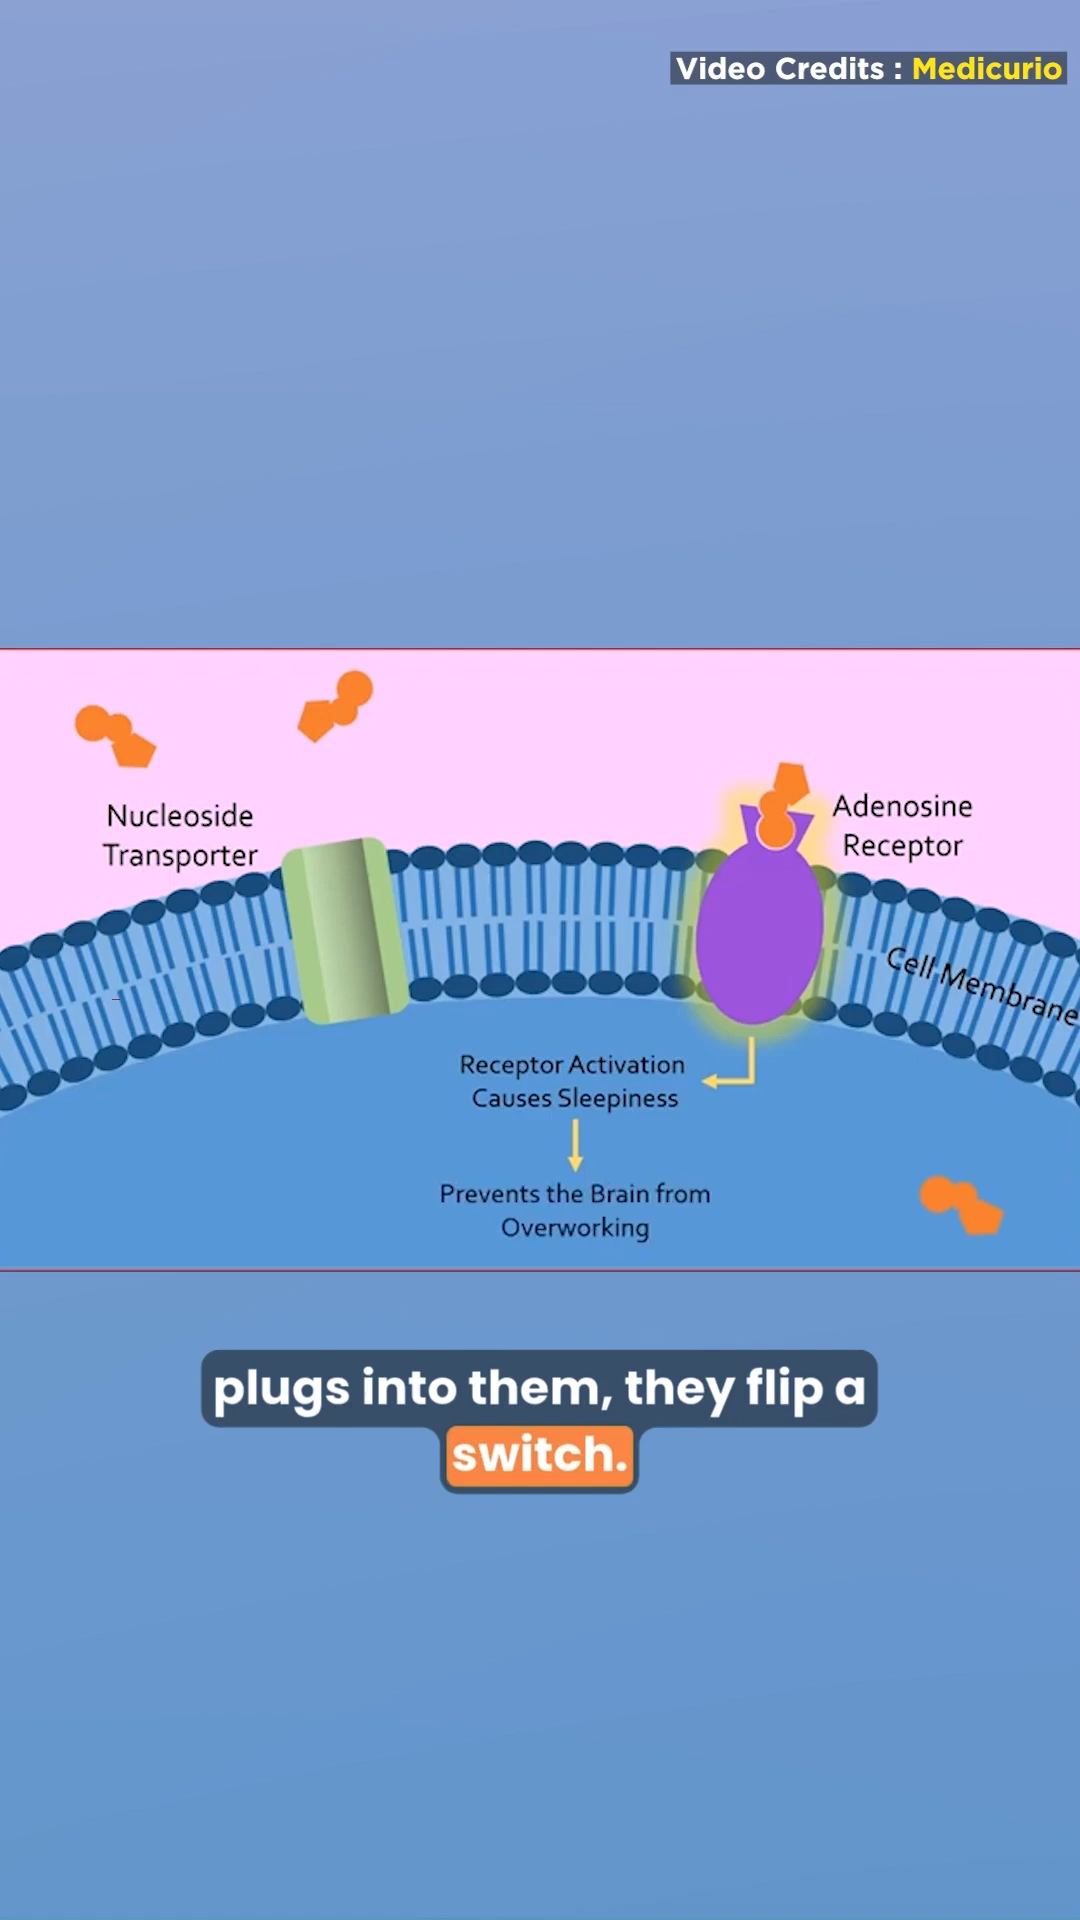 Video Credits : Medicurio
Nucleoside
Transporter
Adenosine
Receptor
Cell Membrane
Receptor Activation
Causes Sleepiness
Prevents the Brain from
Overworking
plugs into them, they flip a
switch.